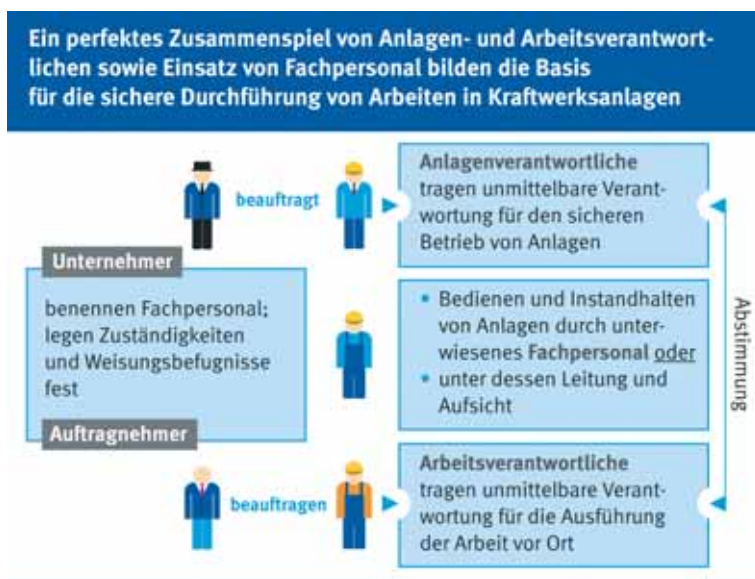 Ein perfektes Zusammenspiel von Anlagen- und Arbeitsverantwort-
lichen sowie Einsatz von Fachpersonal bilden die Basis
für die sichere Durchführung von Arbeiten in Kraftwerksanlagen
beauftragt
Anlagenverantwortliche
tragen unmittelbare Verant-
wortung für den sicheren
Betrieb von Anlagen
Unternehmer
benennen Fachpersonal;
legen Zuständigkeiten
und Weisungsbefugnisse
fest
Auftragnehmer
• Bedienen und Instandhalten
von Anlagen durch unter-
wiesenes Fachpersonal oder
• unter dessen Leitung und
Aufsicht
Abstimmung
beauftragen
Arbeitsverantwortliche
tragen unmittelbare Verant-
wortung für die Ausführung
der Arbeit vor Ort